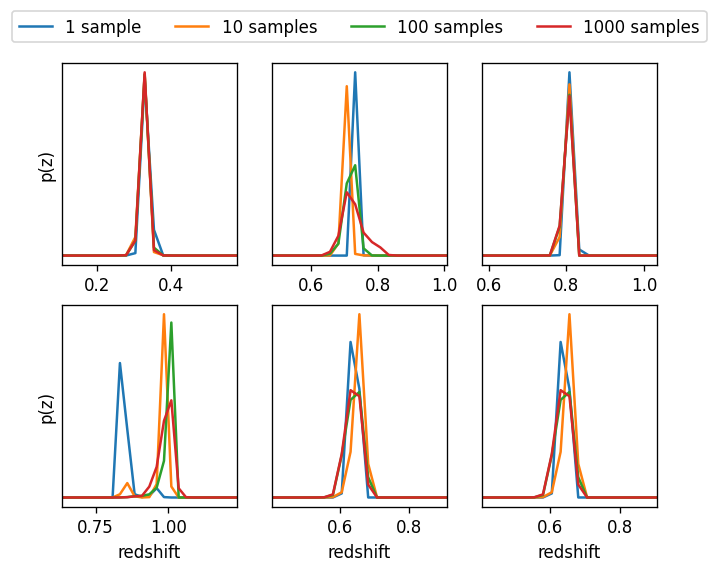 1 sample 10 samples 100 samples 1000 samples
p(z)
0.2 0.4
0.6 0.8 1.0
0.6 0.8 1.0
p(z)
0.75 1.00
0.6 0.8
0.6 0.8
redshift redshift redshift